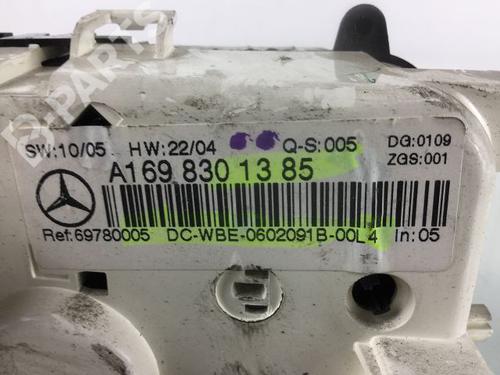 B-PARTS
SW:10/05 HW:22/04 Q-S:005 DG:0109
ZGS:001
A169 830 13 85
Ref:69780005 DC-WBE-0602091B-00L4 In:05